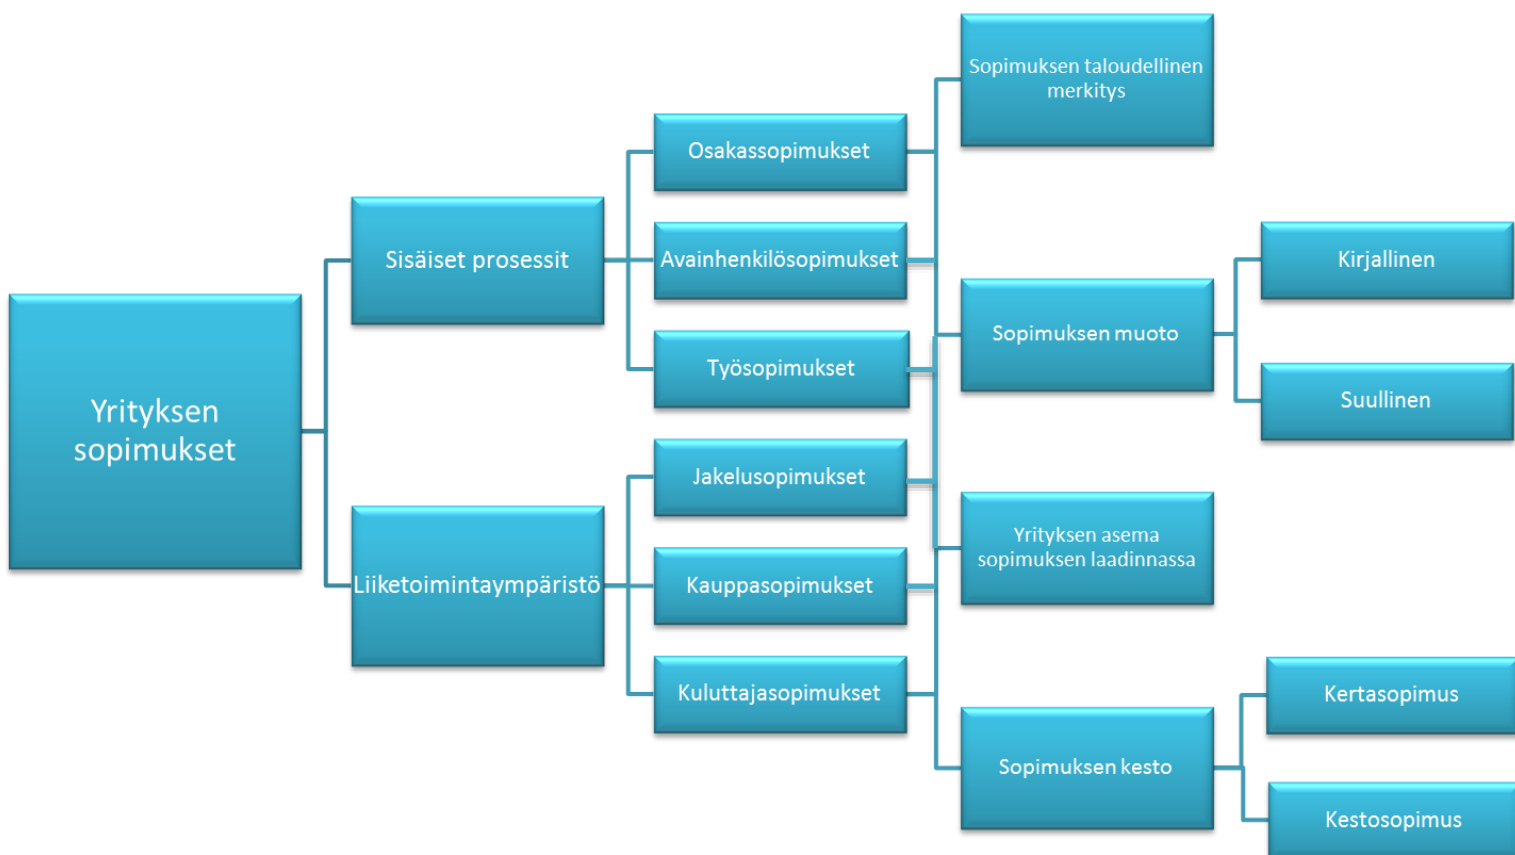 Yrityksen
sopimukset
Sisäiset prosessit
Liiketoimintaympäristö
Osakassopimukset
Avainhenkilösopimukset
Työsopimukset
Jakelusopimukset
Kauppasopimukset
Kuluttajasopimukset
Sopimuksen taloudellinen
merkitys
Sopimuksen muoto
Yrityksen asema
sopimuksen laadinnassa
Sopimuksen kesto
Kirjallinen
Suullinen
Kertasopimus
Kestosopimus